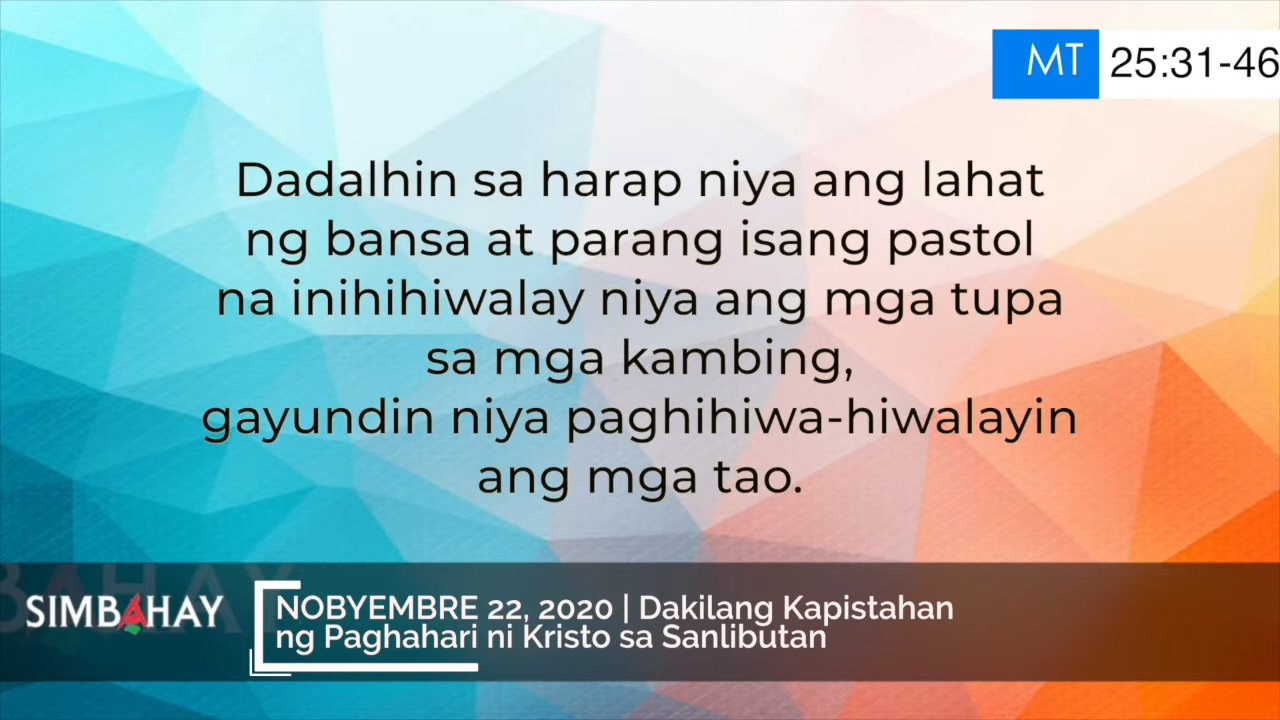 MT 25:31-46
Dadalhin sa harap niya ang lahat
ng bansa at parang isang pastol
na inihihiwalay niya ang mga tupa
sa mga kambing,
gayundin niya paghihiwa-hiwalayin
ang mga tao.
SIMBAHAY
NOBYEMBRE 22, 2020 | Dakilang Kapistahan
ng Paghahari ni Kristo sa Sanlibutan